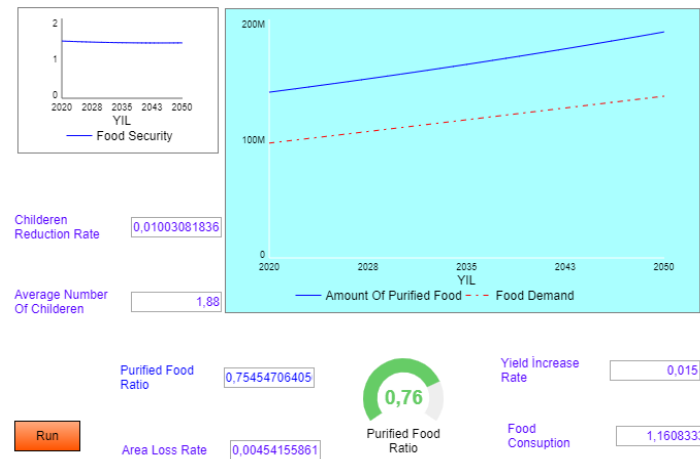 2
1
0
2020 2028 2035 2043 2050
YIL
Food Security
200M
100M
0
2020 2028 2035 2043 2050
YIL
Amount Of Purified Food Food Demand
Childeren
Reduction Rate
0,01003081836
Average Number
Of Childeren
1,88
Purified Food
Ratio
0,75454706405
0,76
Purified Food
Ratio
Yield İncrease
Rate
0,015
Run
Area Loss Rate
0,00454155861
Food
Consuption
1,1608333